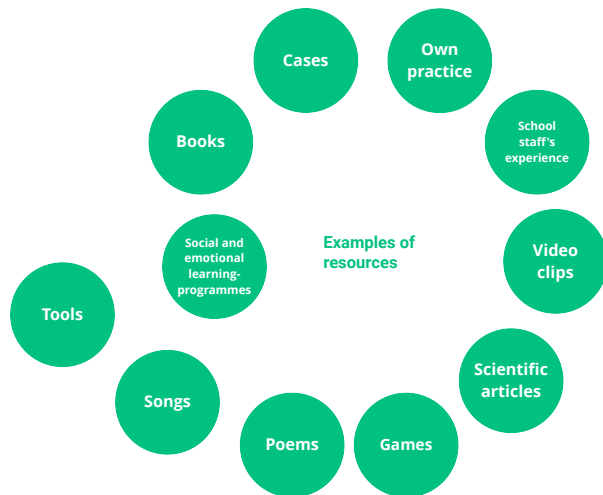 Cases
Own
practice
Books
School
staff's
experience
Social and
emotional
learning-
programmes
Examples of
resources
Video
clips
Tools
Scientific
articles
Songs
Poems
Games